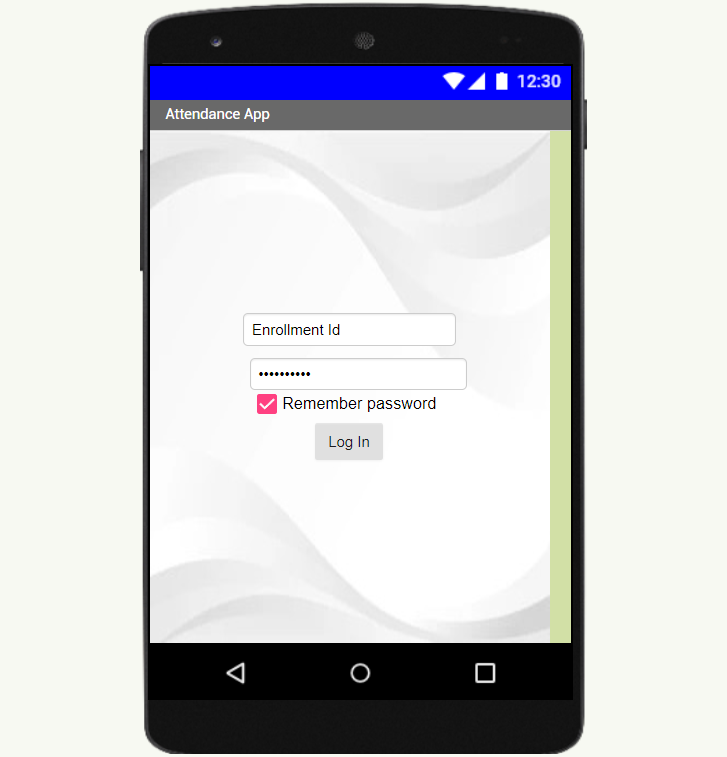 12:30
Attendance App
Enrollment Id
••••••••••
Remember password
Log In